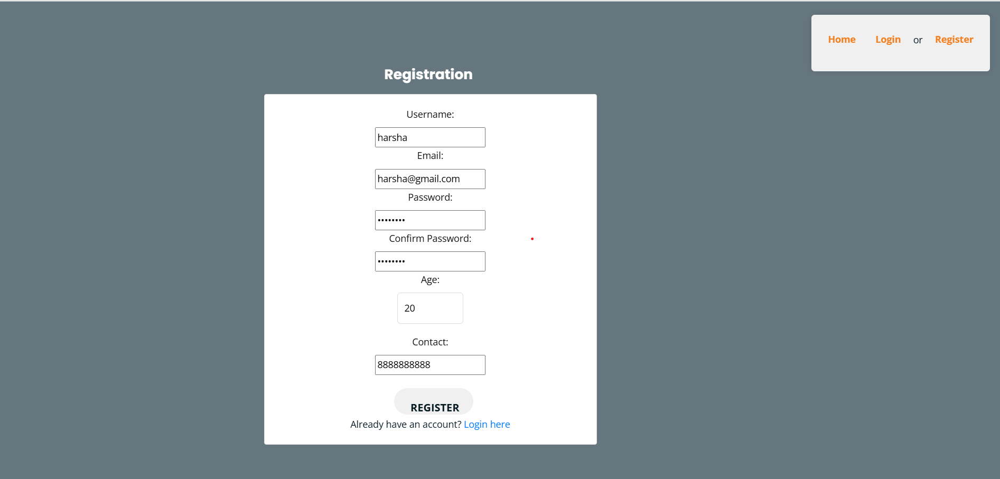 Home Login or Register
Registration
Username:
harsha
Email:
harsha@gmail.com
Password:
••••••••
Confirm Password:
••••••••
Age:
20
Contact:
8888888888
REGISTER
Already have an account? Login here